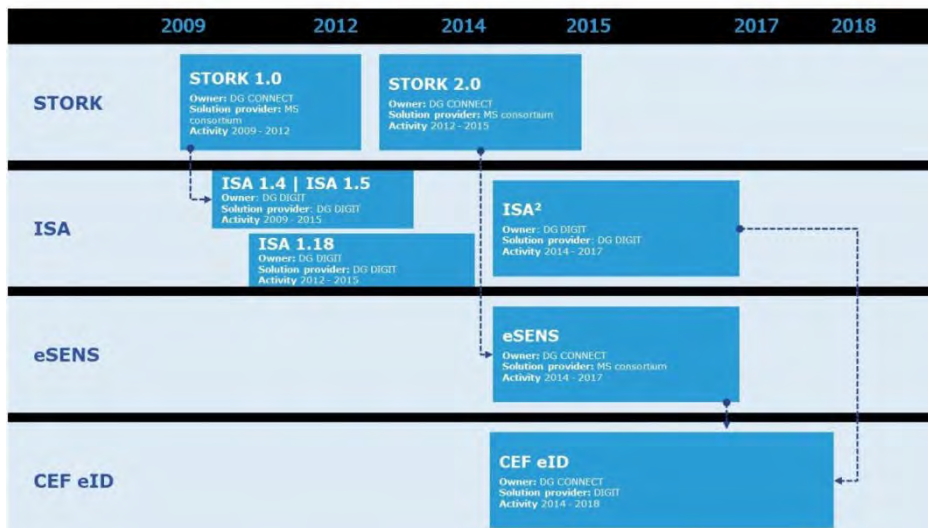 2009 2012 2014 2015 2017 2018
STORK
STORK 1.0
Owner: DG CONNECT
Solution provider: MS
consortium
Activity 2009 - 2012
STORK 2.0
Owner: DG CONNECT
Solution provider: MS consortium
Activity 2012 - 2015
ISA
ISA 1.4 | ISA 1.5
Owner: DG DIGIT
Solution provider: DG DIGIT
Activity 2009 - 2015
ISA 1.18
Owner: DG DIGIT
Solution provider: DG DIGIT
Activity 2012 - 2015
ISA²
Owner: DG DIGIT
Solution provider: DG DIGIT
Activity 2014 - 2017
eSENS
eSENS
Owner: DG CONNECT
Solution provider: MS consortium
Activity 2014 - 2017
CEF eID
CEF eID
Owner: DG CONNECT
Solution provider: DIGIT
Activity 2014 - 2018